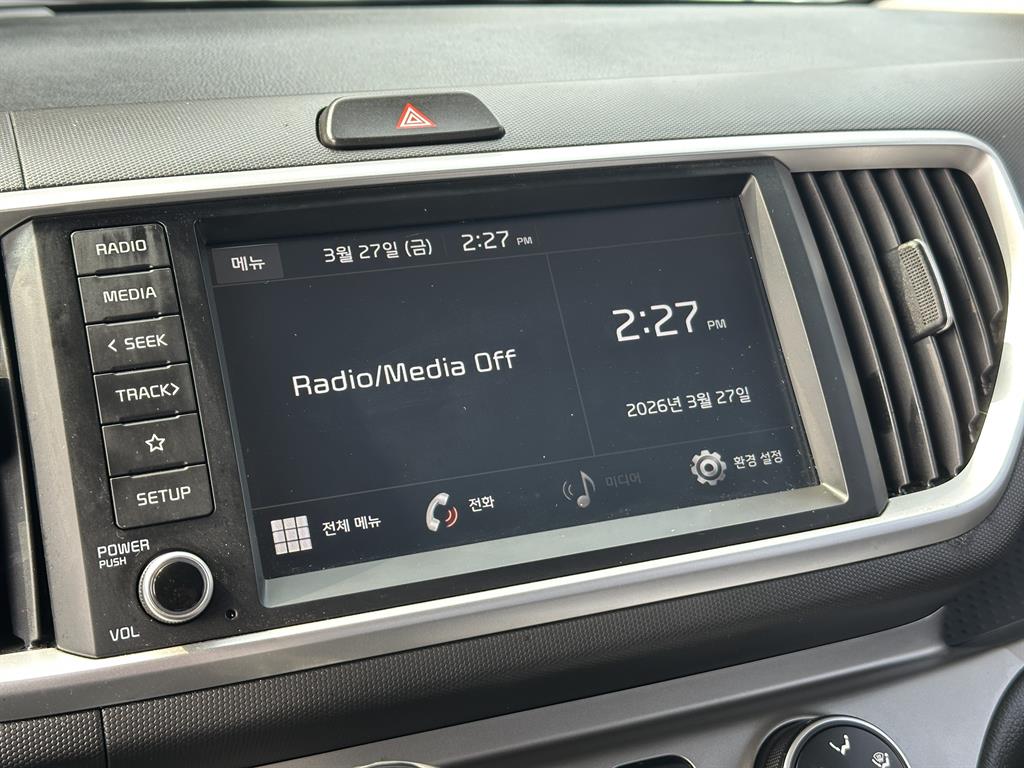 RADIO
MEDIA
< SEEK
TRACK >
SETUP
POWER
PUSH
VOL
메뉴
3월 27일 (금) 2:27 PM
Radio/Media Off
2:27 PM
2026년 3월 27일
전체 메뉴
전화
미디어
환경 설정